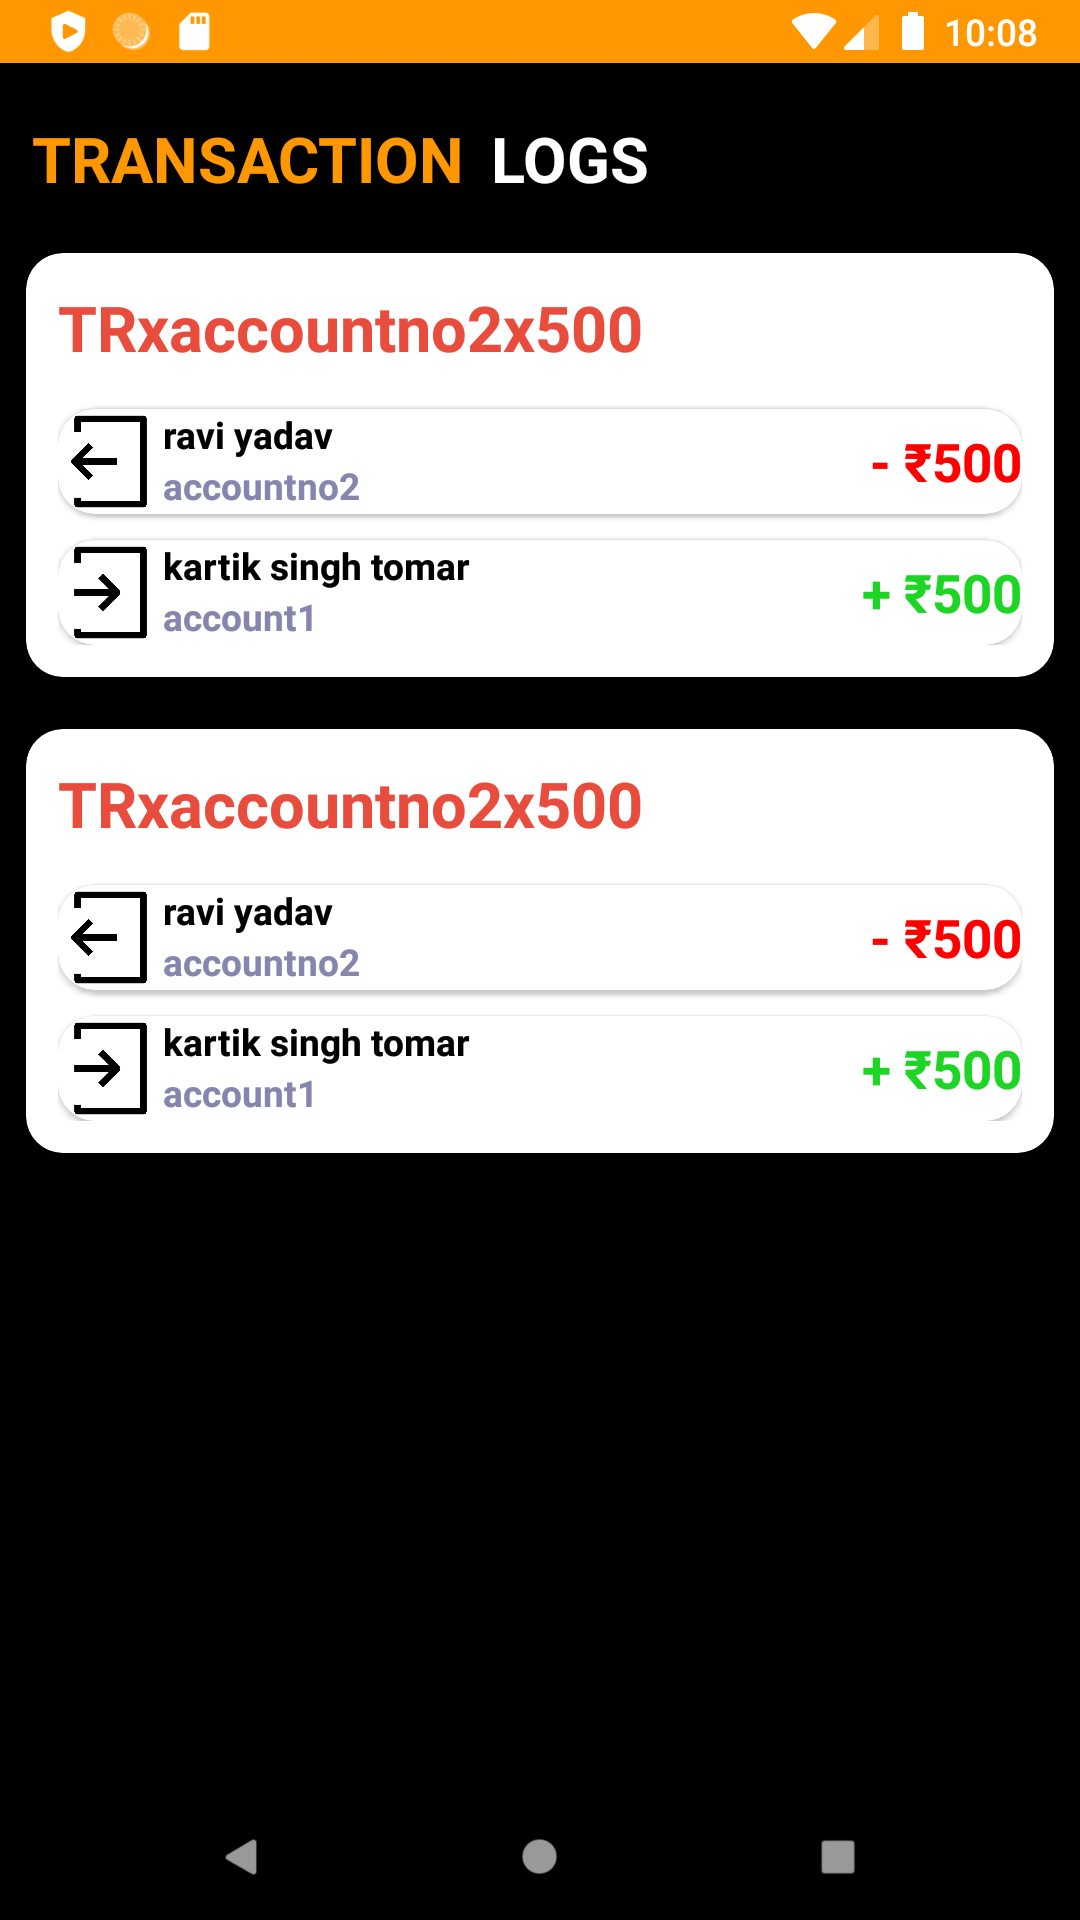 10:08
TRANSACTION LOGS
TRxaccountno2x500
ravi yadav
accountno2
- ₹500
kartik singh tomar
account1
+ ₹500
TRxaccountno2x500
ravi yadav
accountno2
- ₹500
kartik singh tomar
account1
+ ₹500